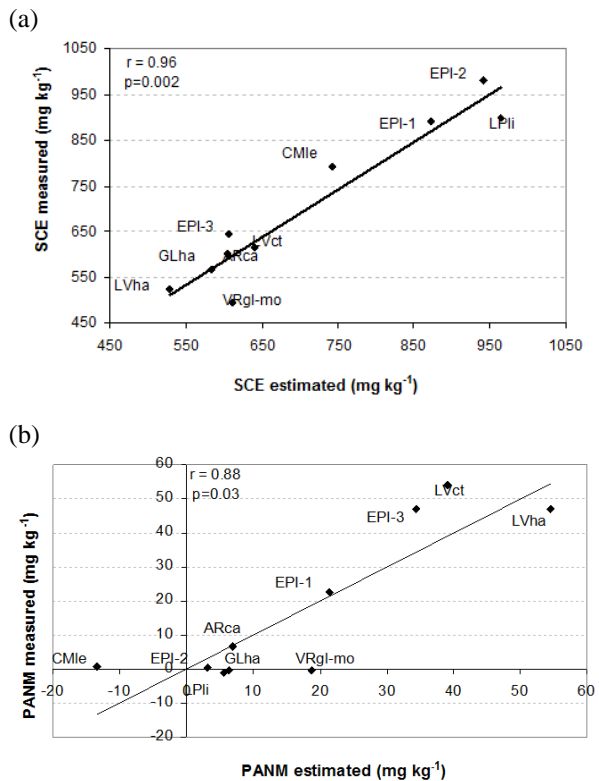 (a)
1050
r = 0.96
p=0.002
EPI-2
950
EPI-1
LPli
850
CMle
750
EPI-3
650
GLha
ARca
LVct
550
LVha
VRgl-mo
450
450 550 650 750 850 950 1050
SCE measured (mg kg-1)
SCE estimated (mg kg-1)
(b)
60
r = 0.88
p=0.03
LVct
50
EPI-3
LVha
40
30
EPI-1
20
ARca
10
CMle
EPI-2
GLha
VRgl-mo
0
-20 -10 0 10 20 30 40 50 60
LPli
-10
-20
PANM measured (mg kg-1)
PANM estimated (mg kg-1)